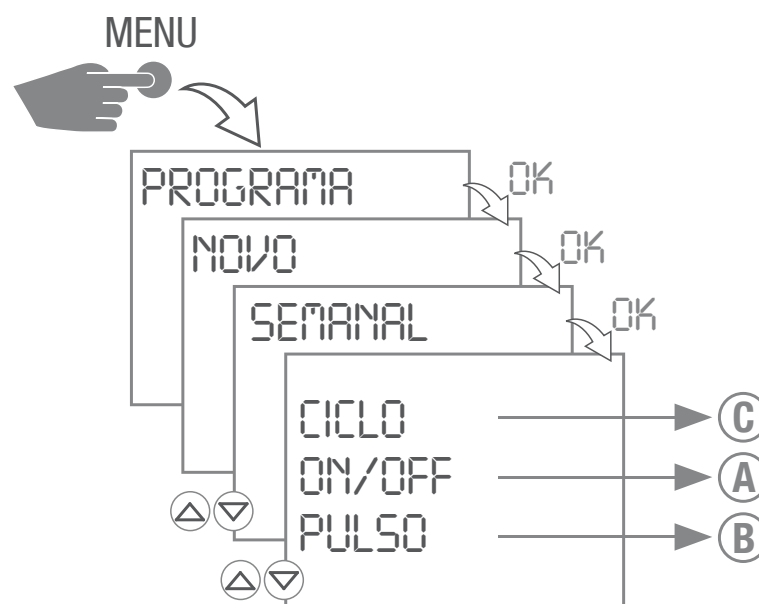 MENU
PROGRAMA
OK
NOVO
OK
SEMANAL
OK
CICLO
C
ON/OFF
A
PULSO
B